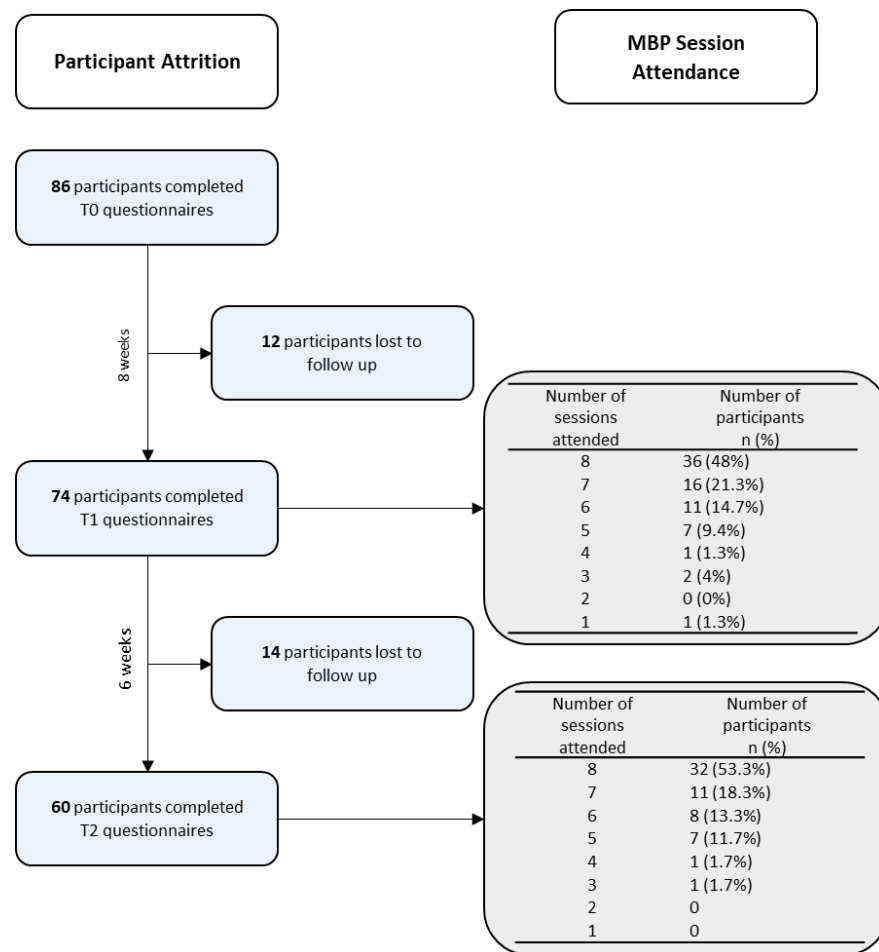 Participant Attrition
MBP Session
Attendance
86 participants completed
T0 questionnaires
8 weeks
12 participants lost to
follow up
74 participants completed
T1 questionnaires
Number of sessions attended
Number of participants n (%)
8 36 (48%)
7 16 (21.3%)
6 11 (14.7%)
5 7 (9.4%)
4 1 (1.3%)
3 2 (4%)
2 0 (0%)
1 1 (1.3%)
6 weeks
14 participants lost to
follow up
60 participants completed
T2 questionnaires
Number of sessions attended
Number of participants n (%)
8 32 (53.3%)
7 11 (18.3%)
6 8 (13.3%)
5 7 (11.7%)
4 1 (1.7%)
3 1 (1.7%)
2 0
1 0